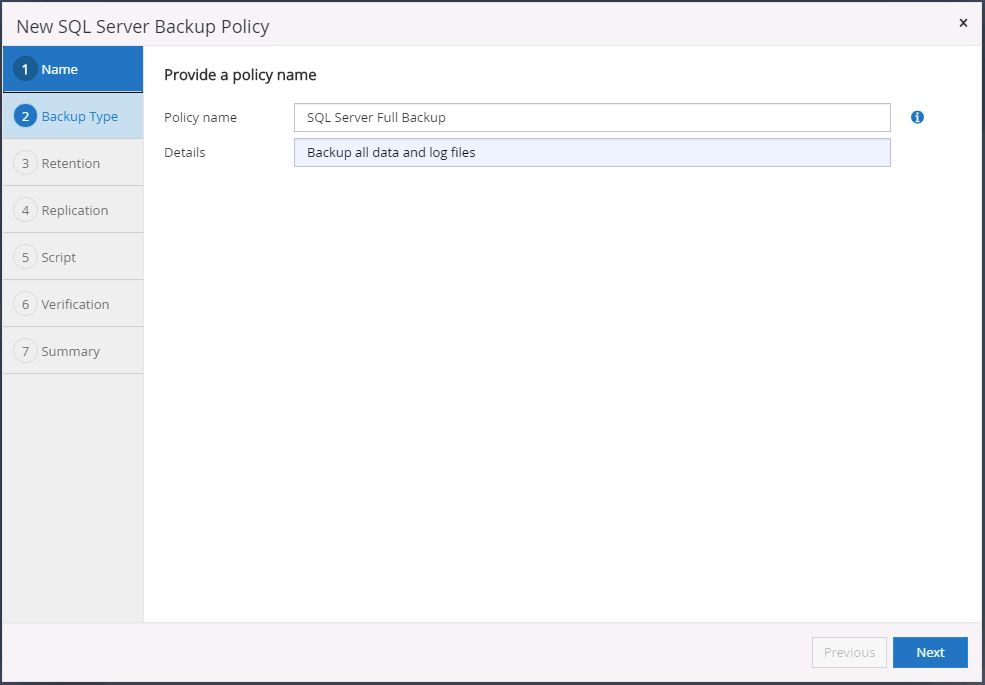 New SQL Server Backup Policy
×
1 Name
2 Backup Type
3 Retention
4 Replication
5 Script
6 Verification
7 Summary
Provide a policy name
Policy name SQL Server Full Backup i
Details Backup all data and log files
Previous Next